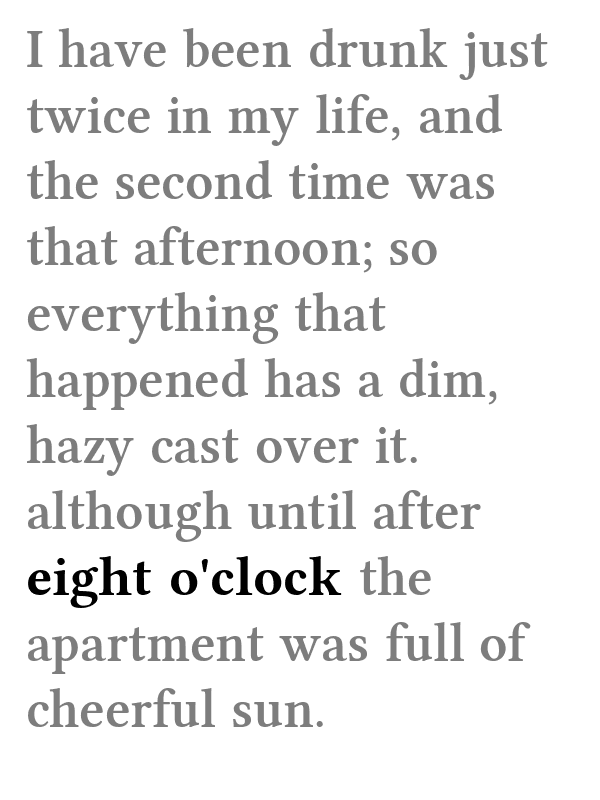 I have been drunk just
twice in my life, and
the second time was
that afternoon; so
everything that
happened has a dim,
hazy cast over it.
although until after
eight o'clock the
apartment was full of
cheerful sun.